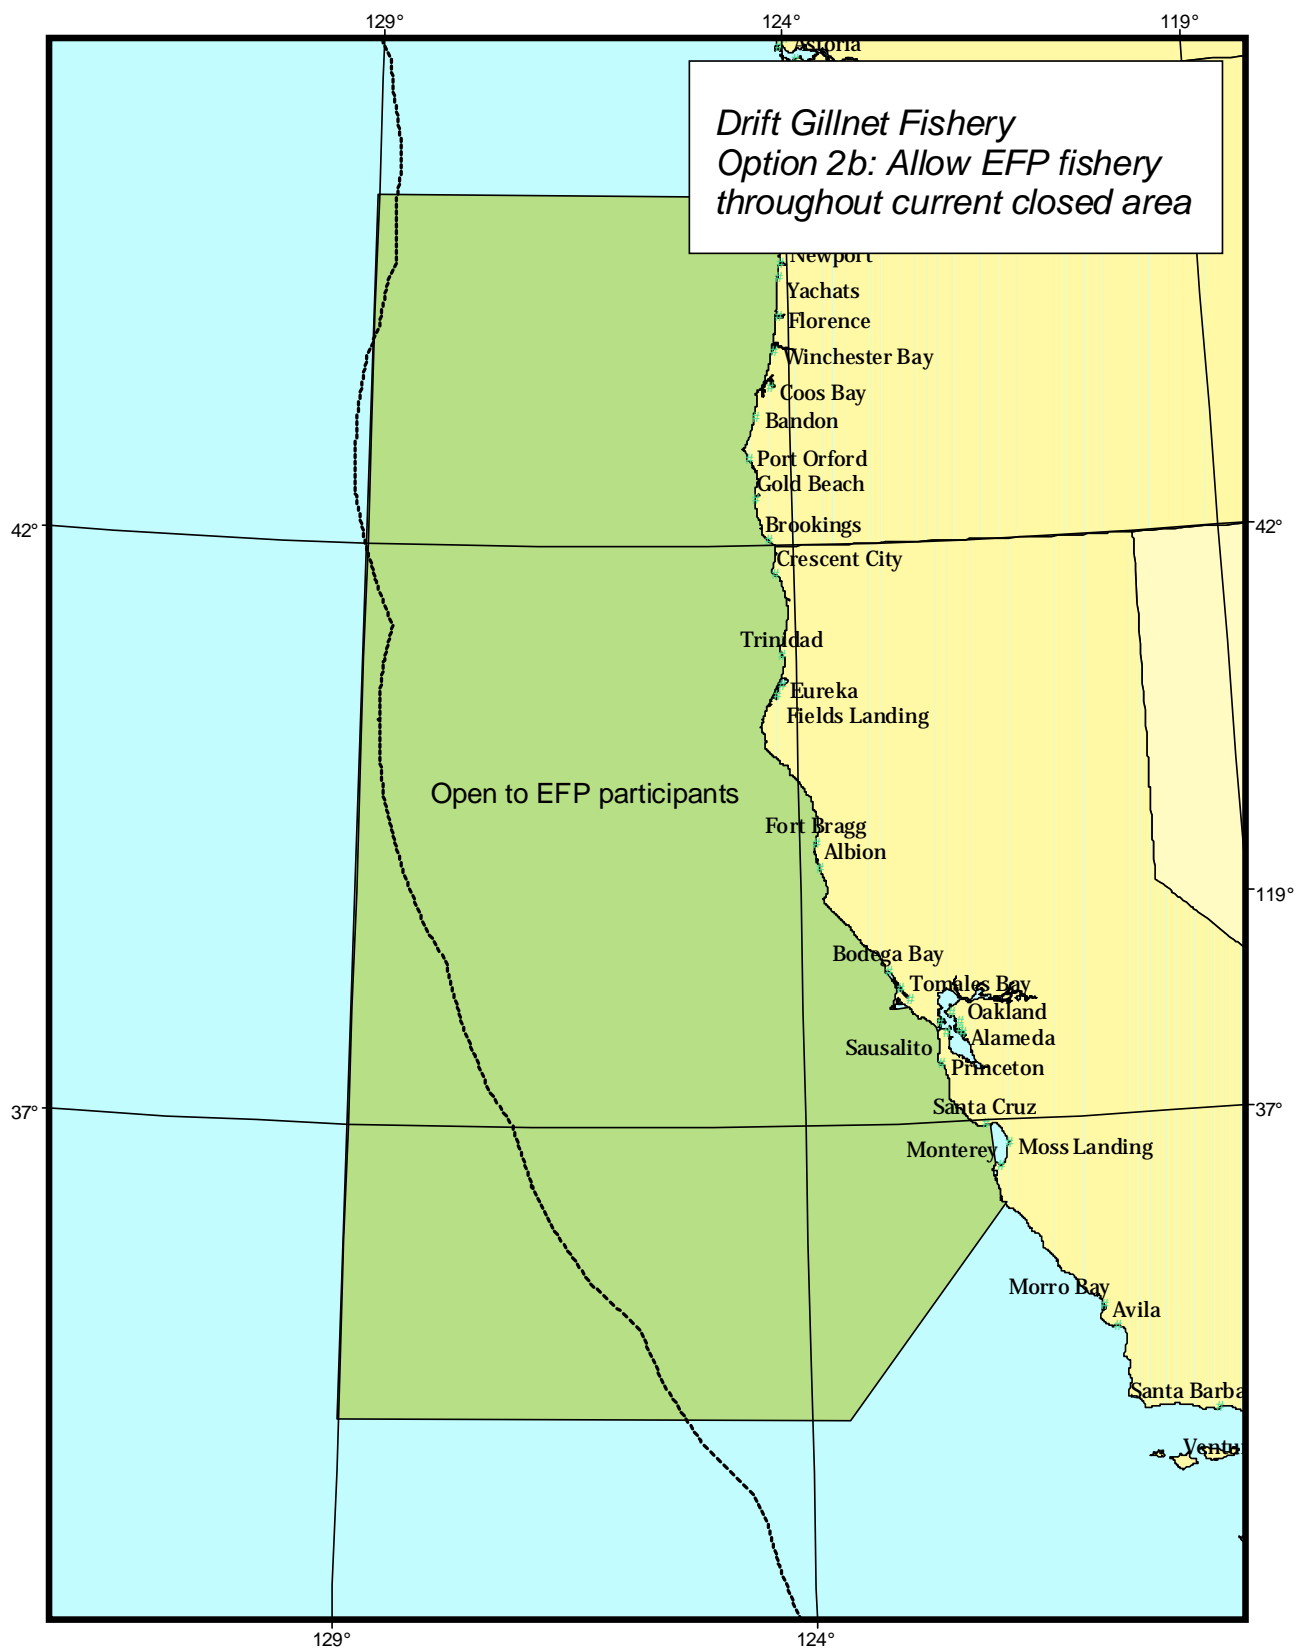 129°
124°
119°
Astoria
Drift Gillnet Fishery
Option 2b: Allow EFP fishery
throughout current closed area
Newport
Yachats
Florence
Winchester Bay
Coos Bay
Bandon
Port Orford
Gold Beach
42°
Brookings
42°
Crescent City
Trinidad
Eureka
Fields Landing
Open to EFP participants
Fort Bragg
Albion
119°
Bodega Bay
Tomales Bay
Oakland
Alameda
Sausalito
Princeton
37°
Santa Cruz
37°
Monterey
Moss Landing
Morro Bay
Avila
Santa Barba
Ventu
129°
124°